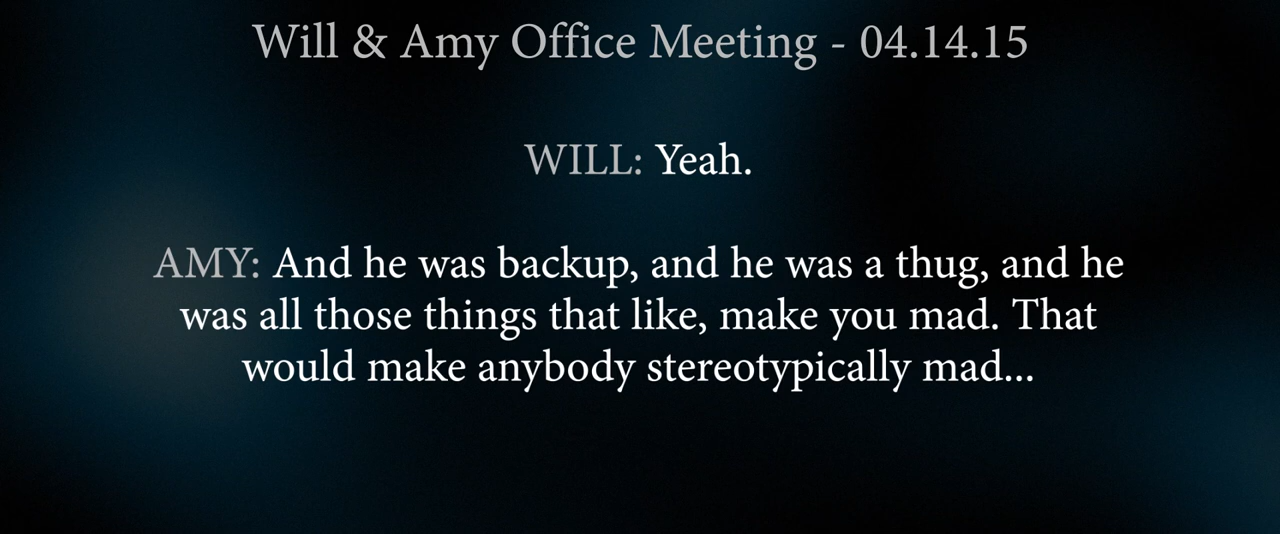 Will & Amy Office Meeting - 04.14.15
WILL: Yeah.
AMY: And he was backup, and he was a thug, and he
was all those things that like, make you mad. That
would make anybody stereotypically mad...